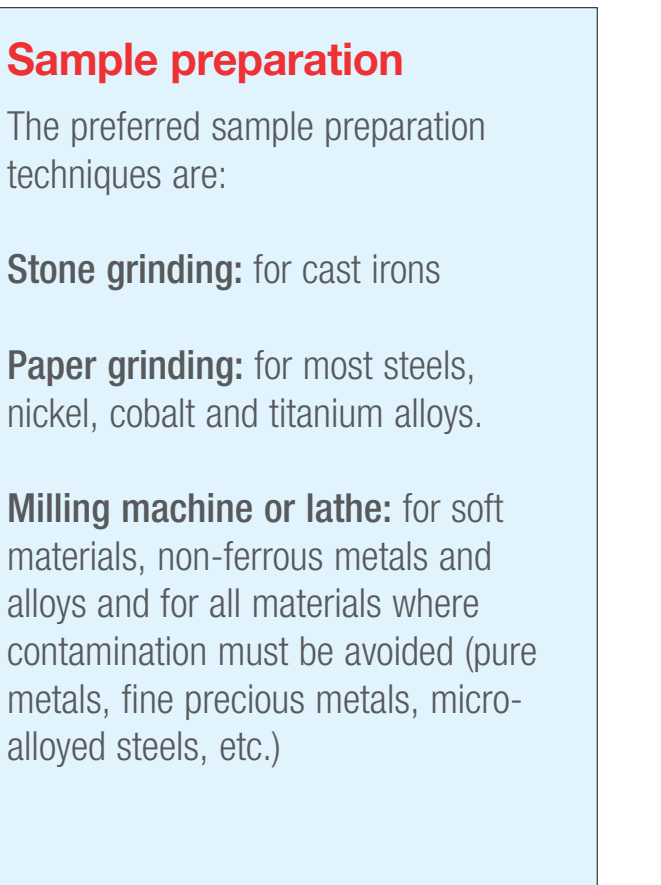 Sample preparation
The preferred sample preparation
techniques are:
Stone grinding: for cast irons
Paper grinding: for most steels,
nickel, cobalt and titanium alloys.
Milling machine or lathe: for soft
materials, non-ferrous metals and
alloys and for all materials where
contamination must be avoided (pure
metals, fine precious metals, micro-
alloyed steels, etc.)